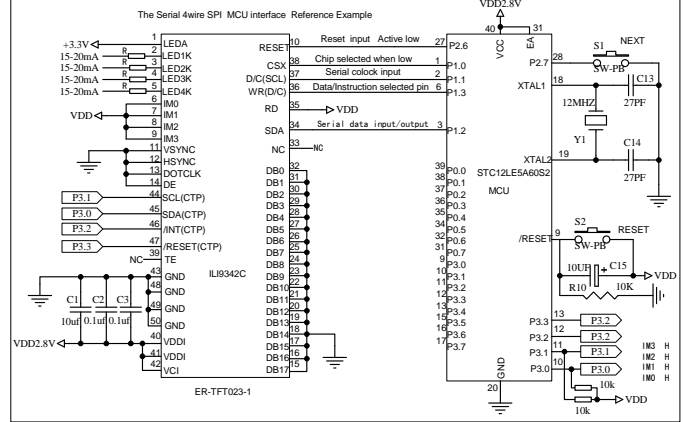 The Serial 4wire SPI MCU interface Reference Example
VDD2.8V
+3.3V
15-20mA R
15-20mA R
15-20mA R
15-20mA R
VDD
1 LEDA
2 LED1K
3 LED2K
4 LED3K
5 LED4K
6 IM0
7 IM1
8 IM2
9 IM3
11 VSYNC
12 HSYNC
13 DOTCLK
14 DE
P3.1 44 SCL(CTP)
P3.0 45 SDA(CTP)
P3.2 46 /INT(CTP)
P3.3 47 /RESET(CTP)
NC 39 TE
43 GND
48 GND
49 GND
50 GND
40 VDDI
41 VDDI
42 VCI
C1 C2 C3
10uf 0.1uf 0.1uf
VDD2.8V
ILI9342C
ER-TFT023-1
RESET 10 Reset input Active low 27 P2.6
CSX 38 Chip selected when low 1 P1.0
D/C(SCL) 37 Serial colock input 2 P1.1
WR(D/C) 36 Data/Instruction selected pin 6 P1.3
RD 35 VDD
SDA 34 Serial data input/output 3 P1.2
NC 33 NC
DB0 32
DB1 31
DB2 30
DB3 29
DB4 28
DB5 27
DB6 26
DB7 25
DB8 24
DB9 23
DB10 22
DB11 21
DB12 20
DB13 19
DB14 18
DB15 17
DB16 16
DB17 15
40 VCC
31 EA
39 P0.0
38 P0.1
37 P0.2
36 P0.3
35 P0.4
34 P0.5
32 P0.6
31 P0.7
9 P3.0
10 P3.1
11 P3.2
12 P3.3
13 P3.4
15 P3.5
16 P3.6
17 P3.7
STC12LE5A60S2
MCU
20 GND
P2.7 28
S1 NEXT
SW-PB
XTAL1 18
C13
27PF
12MHZ
Y1
XTAL2 19
C14
27PF
/RESET 9
S2 RESET
SW-PB
10UF + C15
VDD
R10 10K
P3.3 13 P3.2
P3.2 12 P3.2
P3.1 11 P3.1
P3.0 10 P3.0
IM3 H
IM2 H
IM1 H
IM0 H
10k
VDD
10k